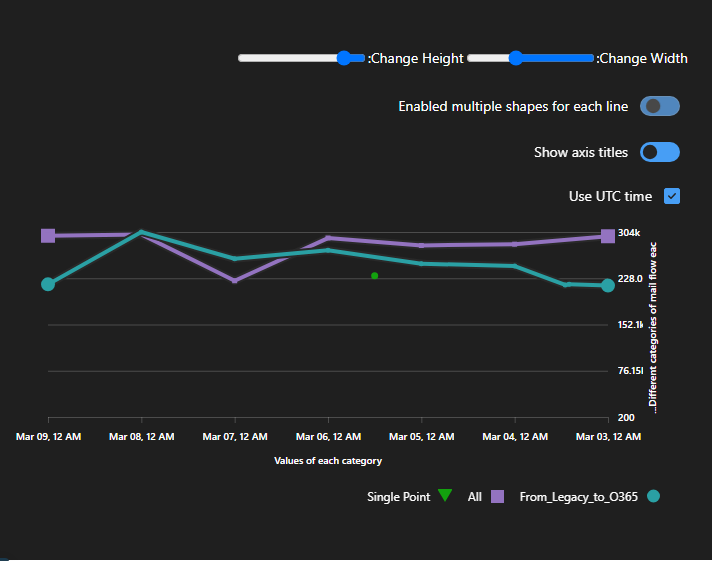 :Change Height :Change Width
Enabled multiple shapes for each line
Show axis titles
Use UTC time
304k
228.0
152.1k
76.15k
200
...Different categories of mail flow eac
Mar 09, 12 AM Mar 08, 12 AM Mar 07, 12 AM Mar 06, 12 AM Mar 05, 12 AM Mar 04, 12 AM Mar 03, 12 AM
Values of each category
Single Point All From_Legacy_to_O365